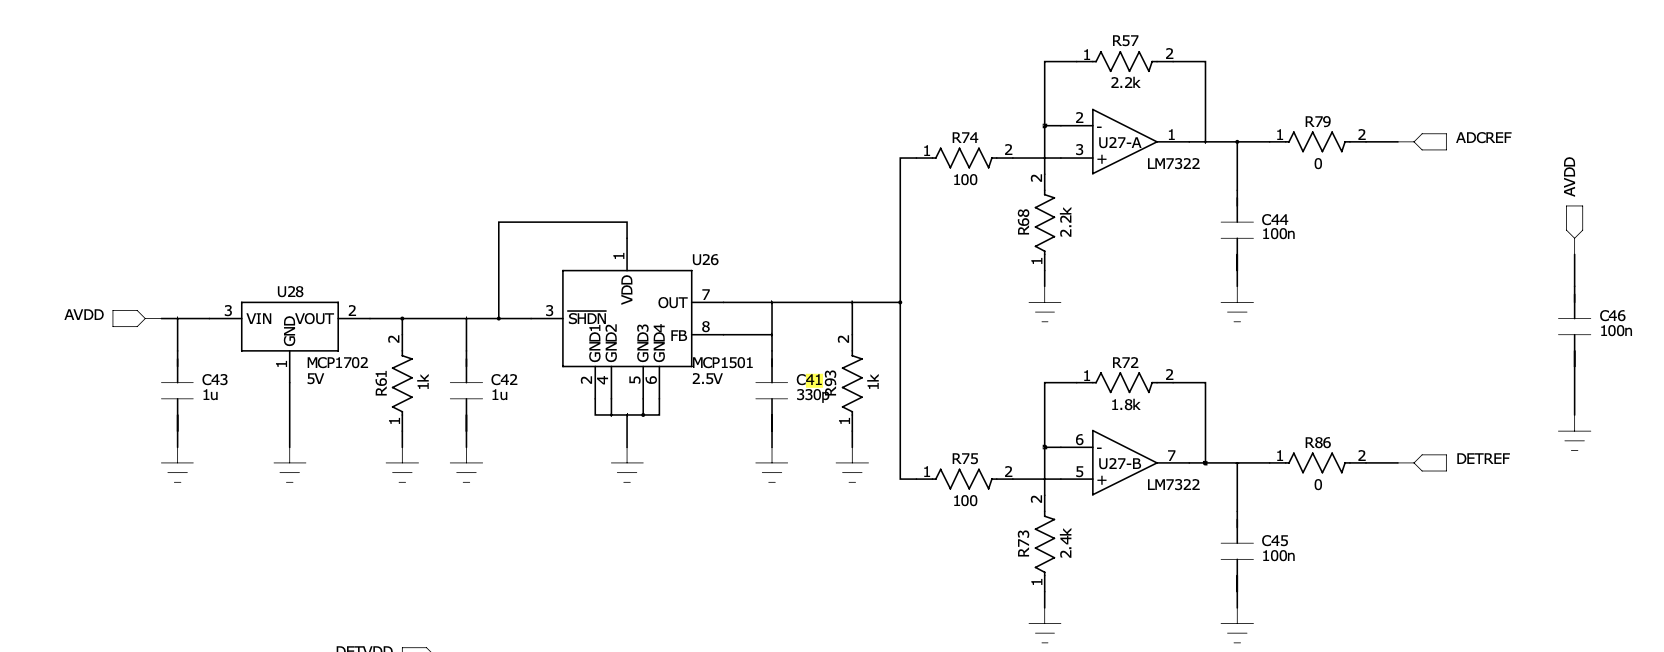 R57
1
2
2.2k
2
-
U27-A
1
3
+
LM7322
R74
1
2
100
2
R68
2.2k
1
C44
100n
R79
1
2
0
ADCREF
AVDD
C46
100n
AVDD
U28
3
VIN
VOUT
2
GND
1
MCP1702
5V
C43
1u
2
R61
1k
1
C42
1u
U26
1
VDD
3
SHDN
OUT
7
FB
8
GND1
GND2
GND3
GND4
2
4
5
6
MCP1501
2.5V
C41
330p
2
R93
1k
1
R72
1
2
1.8k
6
-
U27-B
7
5
+
LM7322
R75
1
2
100
2
R73
2.4k
1
C45
100n
R86
1
2
0
DETREF
DETVDD